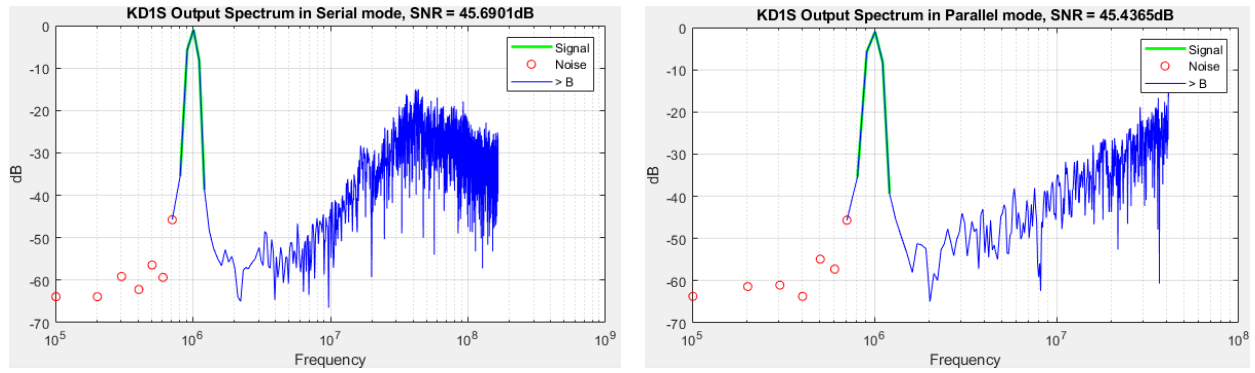 KD1S Output Spectrum in Serial mode, SNR = 45.6901dB
0
-10
-20
-30
-40
-50
-60
-70
dB
Signal
Noise
> B
10^5
10^6
10^7
10^8
10^9
Frequency
KD1S Output Spectrum in Parallel mode, SNR = 45.4365dB
0
-10
-20
-30
-40
-50
-60
-70
dB
Signal
Noise
> B
10^5
10^6
10^7
10^8
Frequency